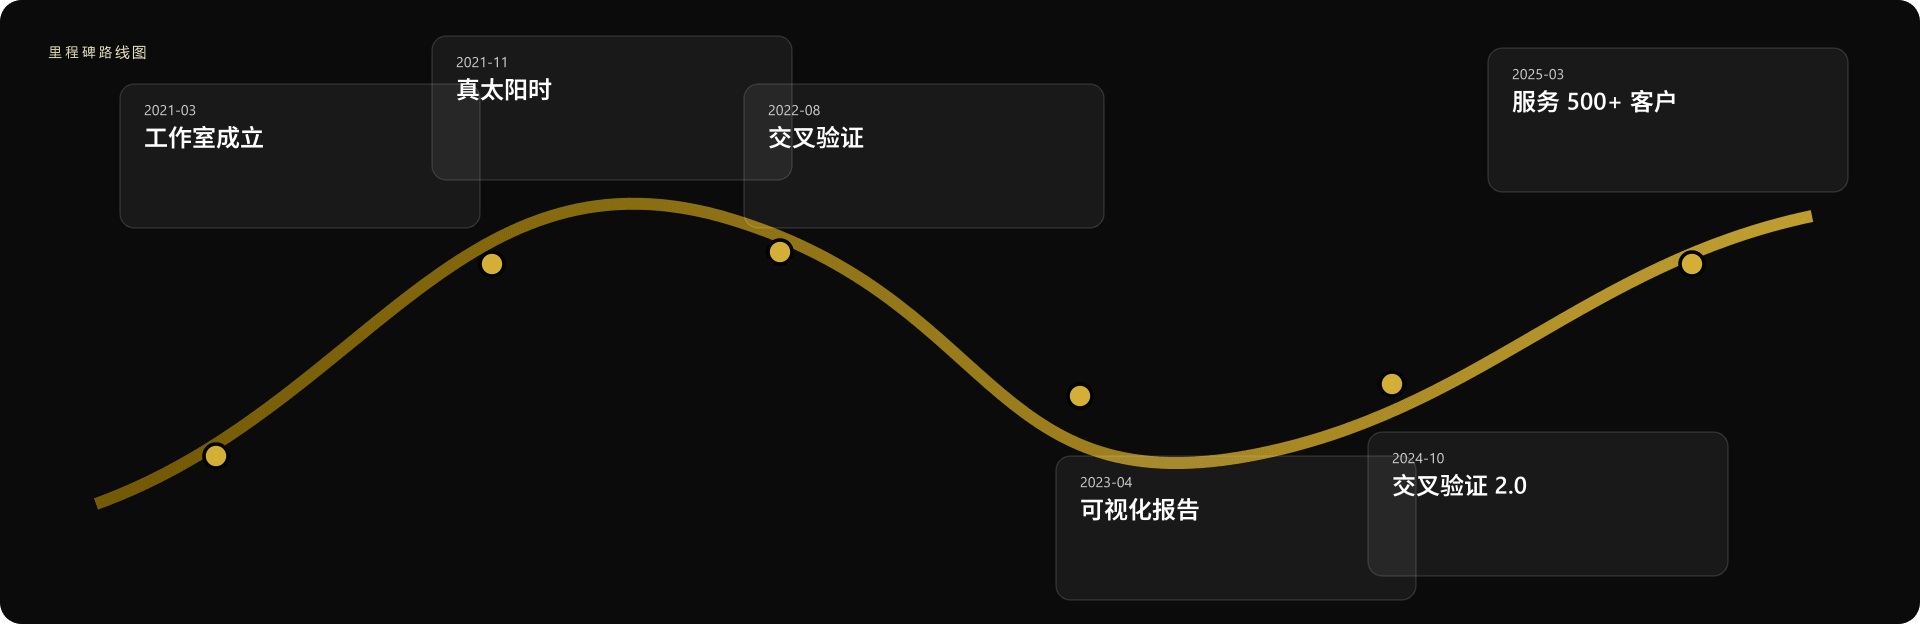 里程碑路线图
2021-03
工作室成立
2021-11
真太阳时
2022-08
交叉验证
2023-04
可视化报告
2024-10
交叉验证 2.0
2025-03
服务 500+ 客户